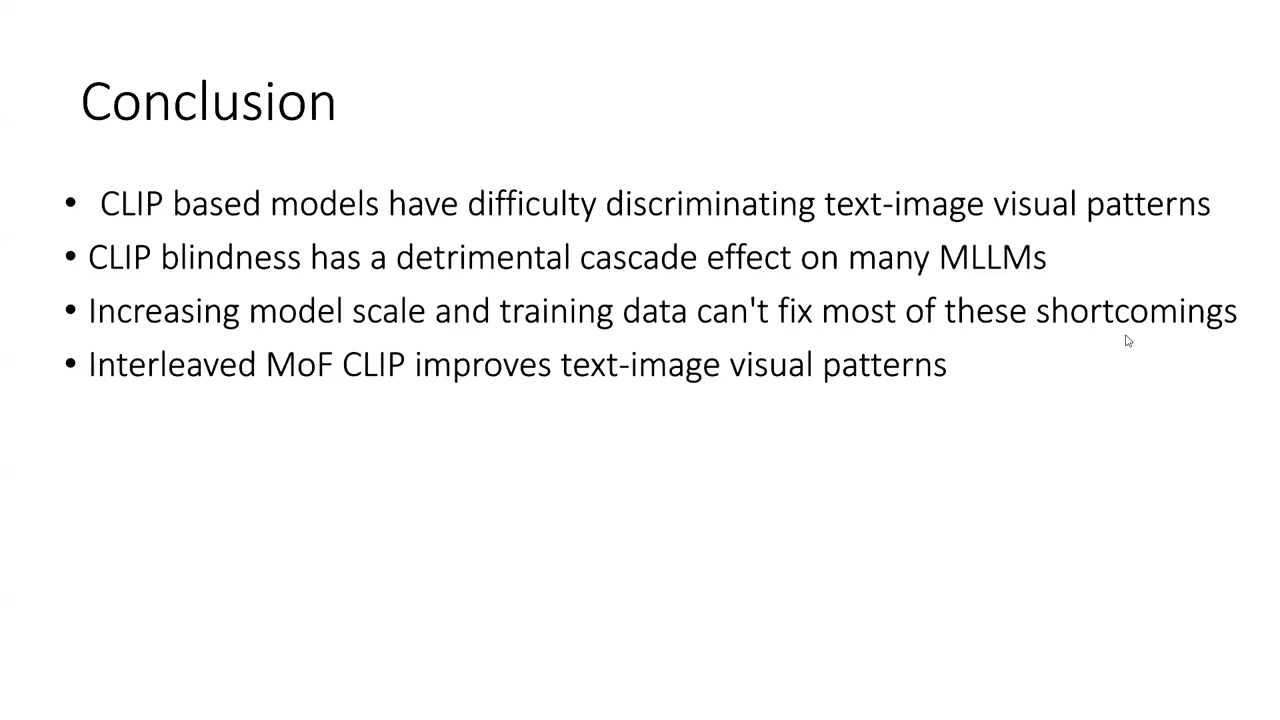 Conclusion
• CLIP based models have difficulty discriminating text-image visual patterns
• CLIP blindness has a detrimental cascade effect on many MLLMs
• Increasing model scale and training data can't fix most of these shortcomings
• Interleaved MoF CLIP improves text-image visual patterns